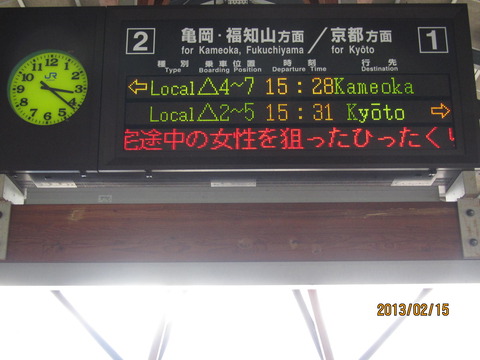 JR
2 亀岡・福知山方面 / 京都方面 1
for Kameoka, Fukuchiyama for Kyōto
種別 乗車位置 時刻 行先
Type Boarding Position Departure Time Destination
⇦Local△4~7 15:28Kameoka
Local△2~5 15:31 Kyōto ⇨
宅途中の女性を狙ったひったくり
2013/02/15